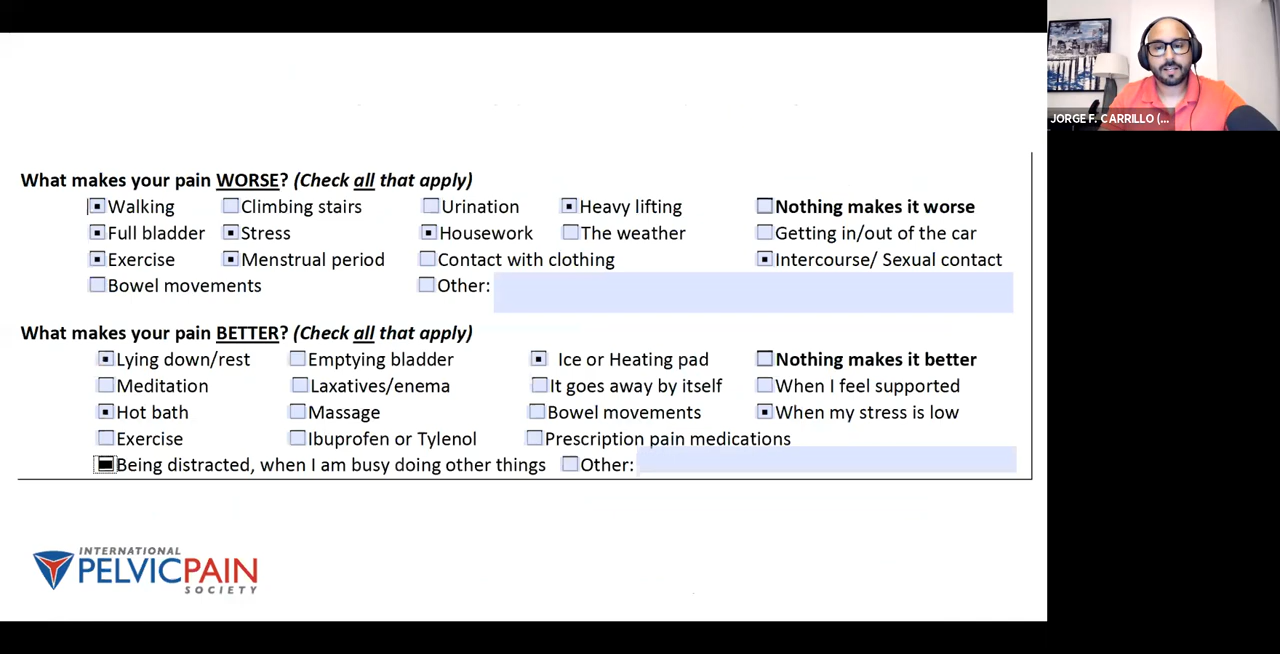 JORGE F. CARRILLO (...
What makes your pain WORSE? (Check all that apply)
Walking Climbing stairs Urination Heavy lifting Nothing makes it worse
Full bladder Stress Housework The weather Getting in/out of the car
Exercise Menstrual period Contact with clothing Intercourse/ Sexual contact
Bowel movements Other:
What makes your pain BETTER? (Check all that apply)
Lying down/rest Emptying bladder Ice or Heating pad Nothing makes it better
Meditation Laxatives/enema It goes away by itself When I feel supported
Hot bath Massage Bowel movements When my stress is low
Exercise Ibuprofen or Tylenol Prescription pain medications
Being distracted, when I am busy doing other things Other:
INTERNATIONAL
PELVICPAIN
SOCIETY